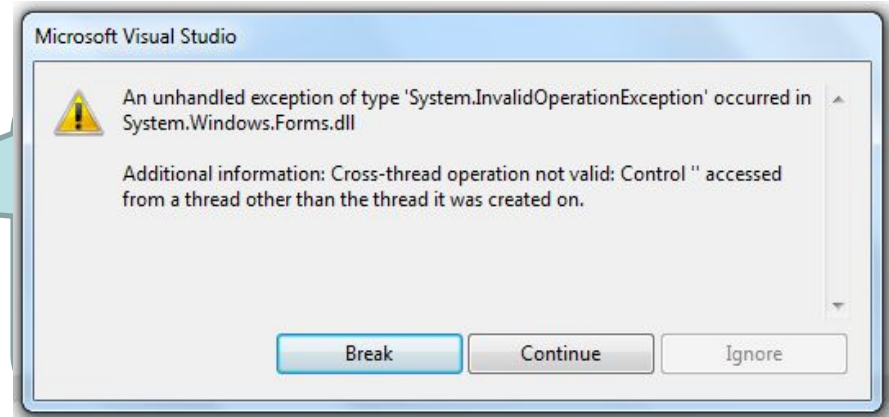 Microsoft Visual Studio
An unhandled exception of type 'System.InvalidOperationException' occurred in
System.Windows.Forms.dll
Additional information: Cross-thread operation not valid: Control '' accessed
from a thread other than the thread it was created on.
Break
Continue
Ignore